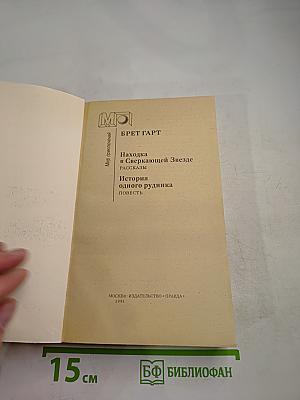 МП
Мир приключений
БРЕТ ГАРТ
Находка
в Сверкающей Звезде
РАССКАЗЫ
История
одного рудника
ПОВЕСТЬ
МОСКВА · ИЗДАТЕЛЬСТВО «ПРАВДА»
1991
15 см
БФ БИБЛИОФАН